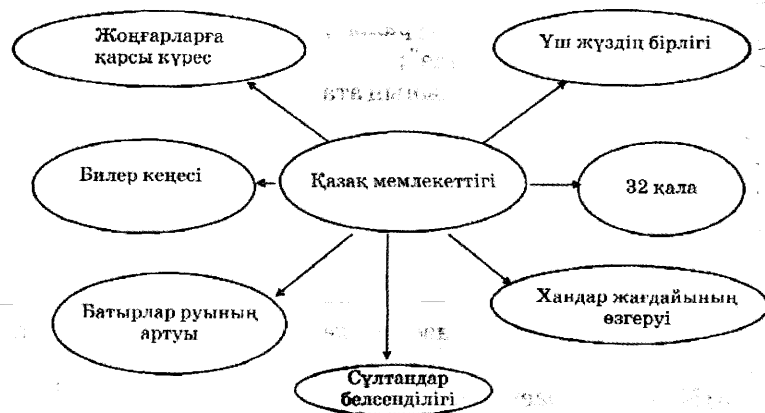 Жоңғарларға
қарсы күрес
Үш жүздің бірлігі
Билер кеңесі
Қазақ мемлекеттігі
32 қала
Батырлар руының
артуы
Хандар жағдайының
өзгеруі
Сұлтандар
белсенділігі